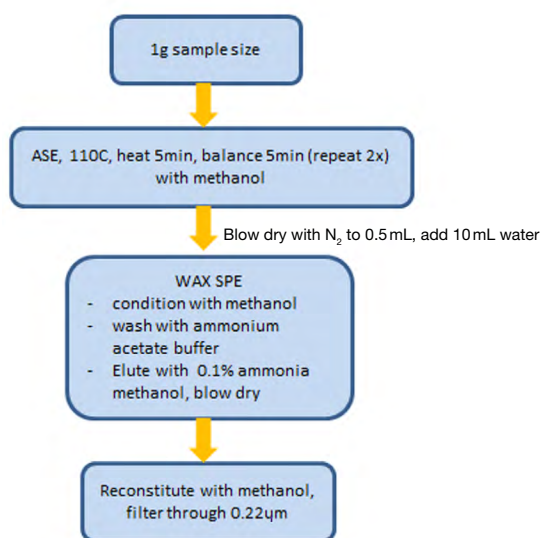 1g sample size
ASE, 110C, heat 5min, balance 5min (repeat 2x)
with methanol
Blow dry with N₂ to 0.5 mL, add 10 mL water
WAX SPE
- condition with methanol
- wash with ammonium
acetate buffer
- Elute with 0.1% ammonia
methanol, blow dry
Reconstitute with methanol,
filter through 0.22ųm